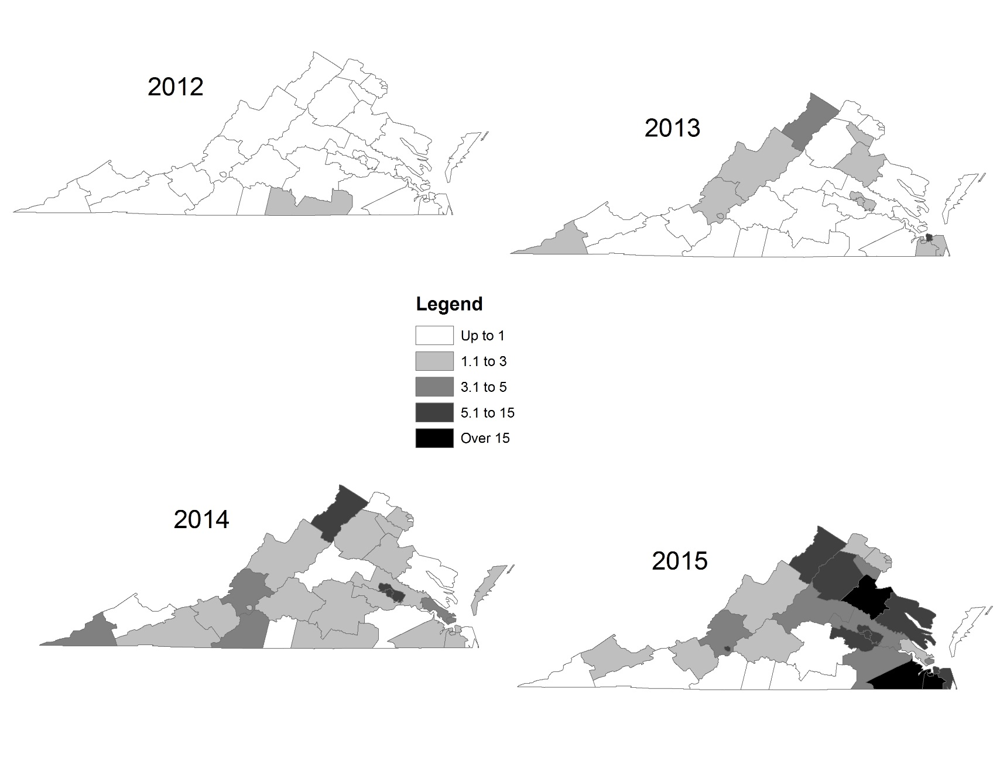 2012
2013
Legend
Up to 1
1.1 to 3
3.1 to 5
5.1 to 15
Over 15
2014
2015